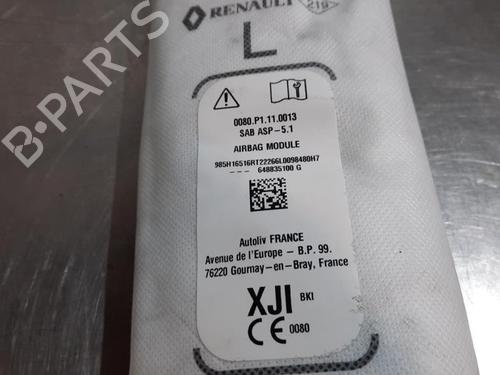 RENAULT
219
L
0080.P1.11.0013
SAB ASP-5.1
AIRBAG MODULE
985H16516RT22266L0098480H7
--- 648835100 G
Autoliv FRANCE
Avenue de l'Europe - B.P. 99.
76220 Gournay-en-Bray, France
XJI BKI
CE 0080
B-PARTS